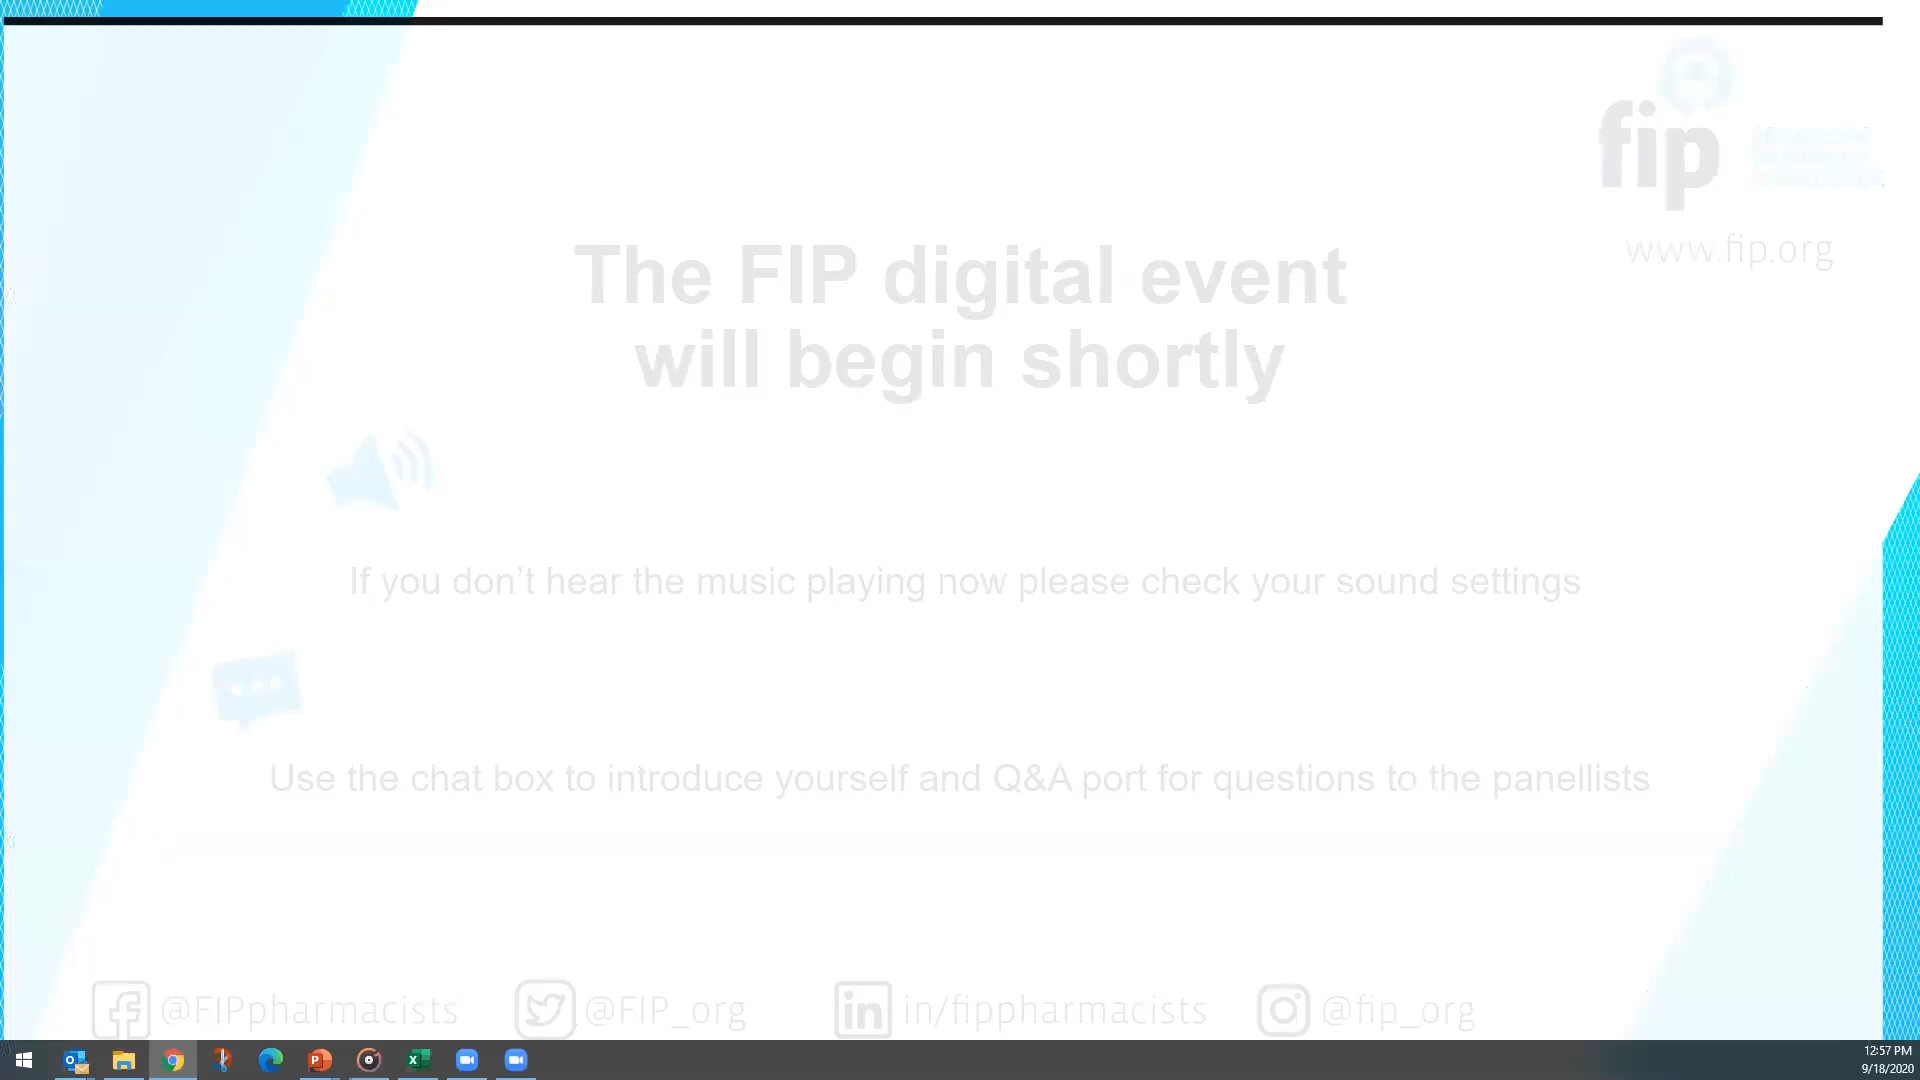 fip
www.fip.org
The FIP digital event
will begin shortly
If you don’t hear the music playing now please check your sound settings
Use the chat box to introduce yourself and Q&A port for questions to the panellists
@FIPpharmacists
@FIP_org
in/fippharmacists
@fip_org
12:57 PM
9/18/2020